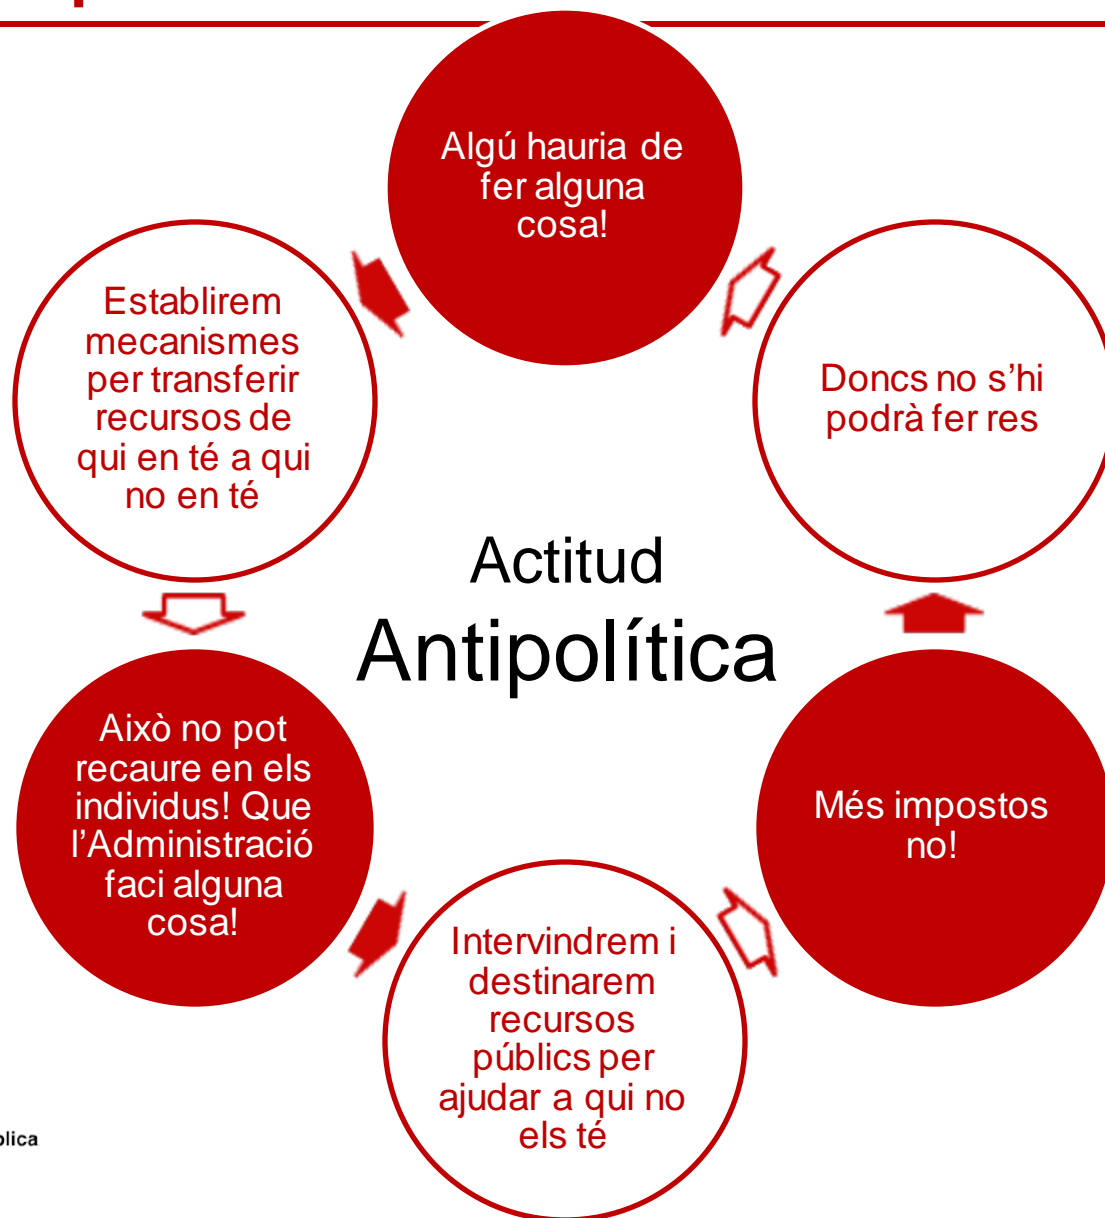 Algú hauria de
fer alguna
cosa!
Establirem
mecanismes
per transferir
recursos de
qui en té a qui
no en té
Doncs no s’hi
podrà fer res
Actitud
Antipolítica
Això no pot
recaure en els
individus! Que
l’Administració
faci alguna
cosa!
Més impostos
no!
Intervindrem i
destinarem
recursos
públics per
ajudar a qui no
els té